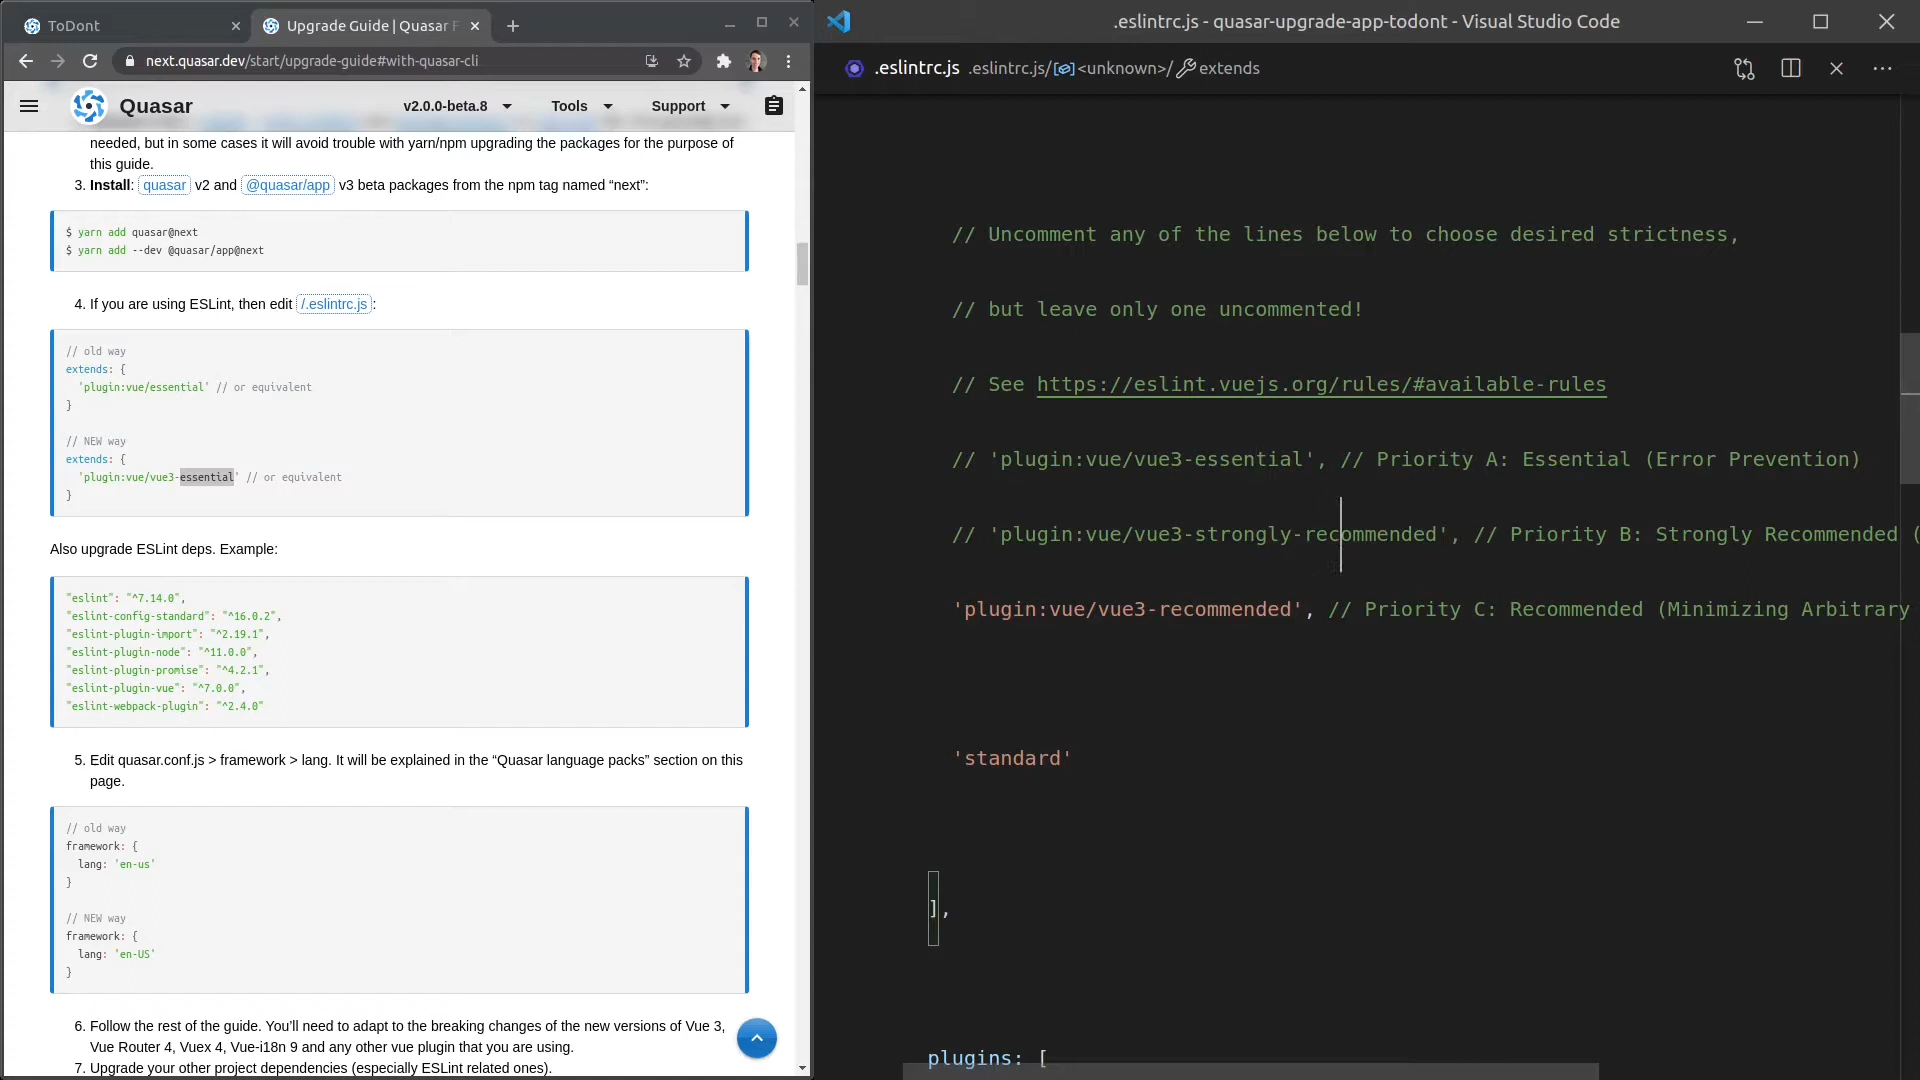 ToDont
Upgrade Guide | Quasar F
next.quasar.dev/start/upgrade-guide#with-quasar-cli
Quasar
v2.0.0-beta.8
Tools
Support
needed, but in some cases it will avoid trouble with yarn/npm upgrading the packages for the purpose of
this guide.
3. Install: quasar v2 and @quasar/app v3 beta packages from the npm tag named “next”:
$ yarn add quasar@next
$ yarn add --dev @quasar/app@next
4. If you are using ESLint, then edit /.eslintrc.js:
// old way
extends: {
'plugin:vue/essential' // or equivalent
}
// NEW way
extends: {
'plugin:vue/vue3-essential' // or equivalent
}
Also upgrade ESLint deps. Example:
"eslint": "^7.14.0",
"eslint-config-standard": "^16.0.2",
"eslint-plugin-import": "^2.19.1",
"eslint-plugin-node": "^11.0.0",
"eslint-plugin-promise": "^4.2.1",
"eslint-plugin-vue": "^7.0.0",
"eslint-webpack-plugin": "^2.4.0"
5. Edit quasar.conf.js > framework > lang. It will be explained in the “Quasar language packs” section on this
page.
// old way
framework: {
lang: 'en-us'
}
// NEW way
framework: {
lang: 'en-US'
}
6. Follow the rest of the guide. You’ll need to adapt to the breaking changes of the new versions of Vue 3,
Vue Router 4, Vuex 4, Vue-i18n 9 and any other vue plugin that you are using.
7. Upgrade your other project dependencies (especially ESLint related ones).
.eslintrc.js - quasar-upgrade-app-todont - Visual Studio Code
.eslintrc.js .eslintrc.js/<unknown>/extends
// Uncomment any of the lines below to choose desired strictness,
// but leave only one uncommented!
// See https://eslint.vuejs.org/rules/#available-rules
// 'plugin:vue/vue3-essential', // Priority A: Essential (Error Prevention)
// 'plugin:vue/vue3-strongly-recommended', // Priority B: Strongly Recommended (
'plugin:vue/vue3-recommended', // Priority C: Recommended (Minimizing Arbitrary
'standard'
],
plugins: [